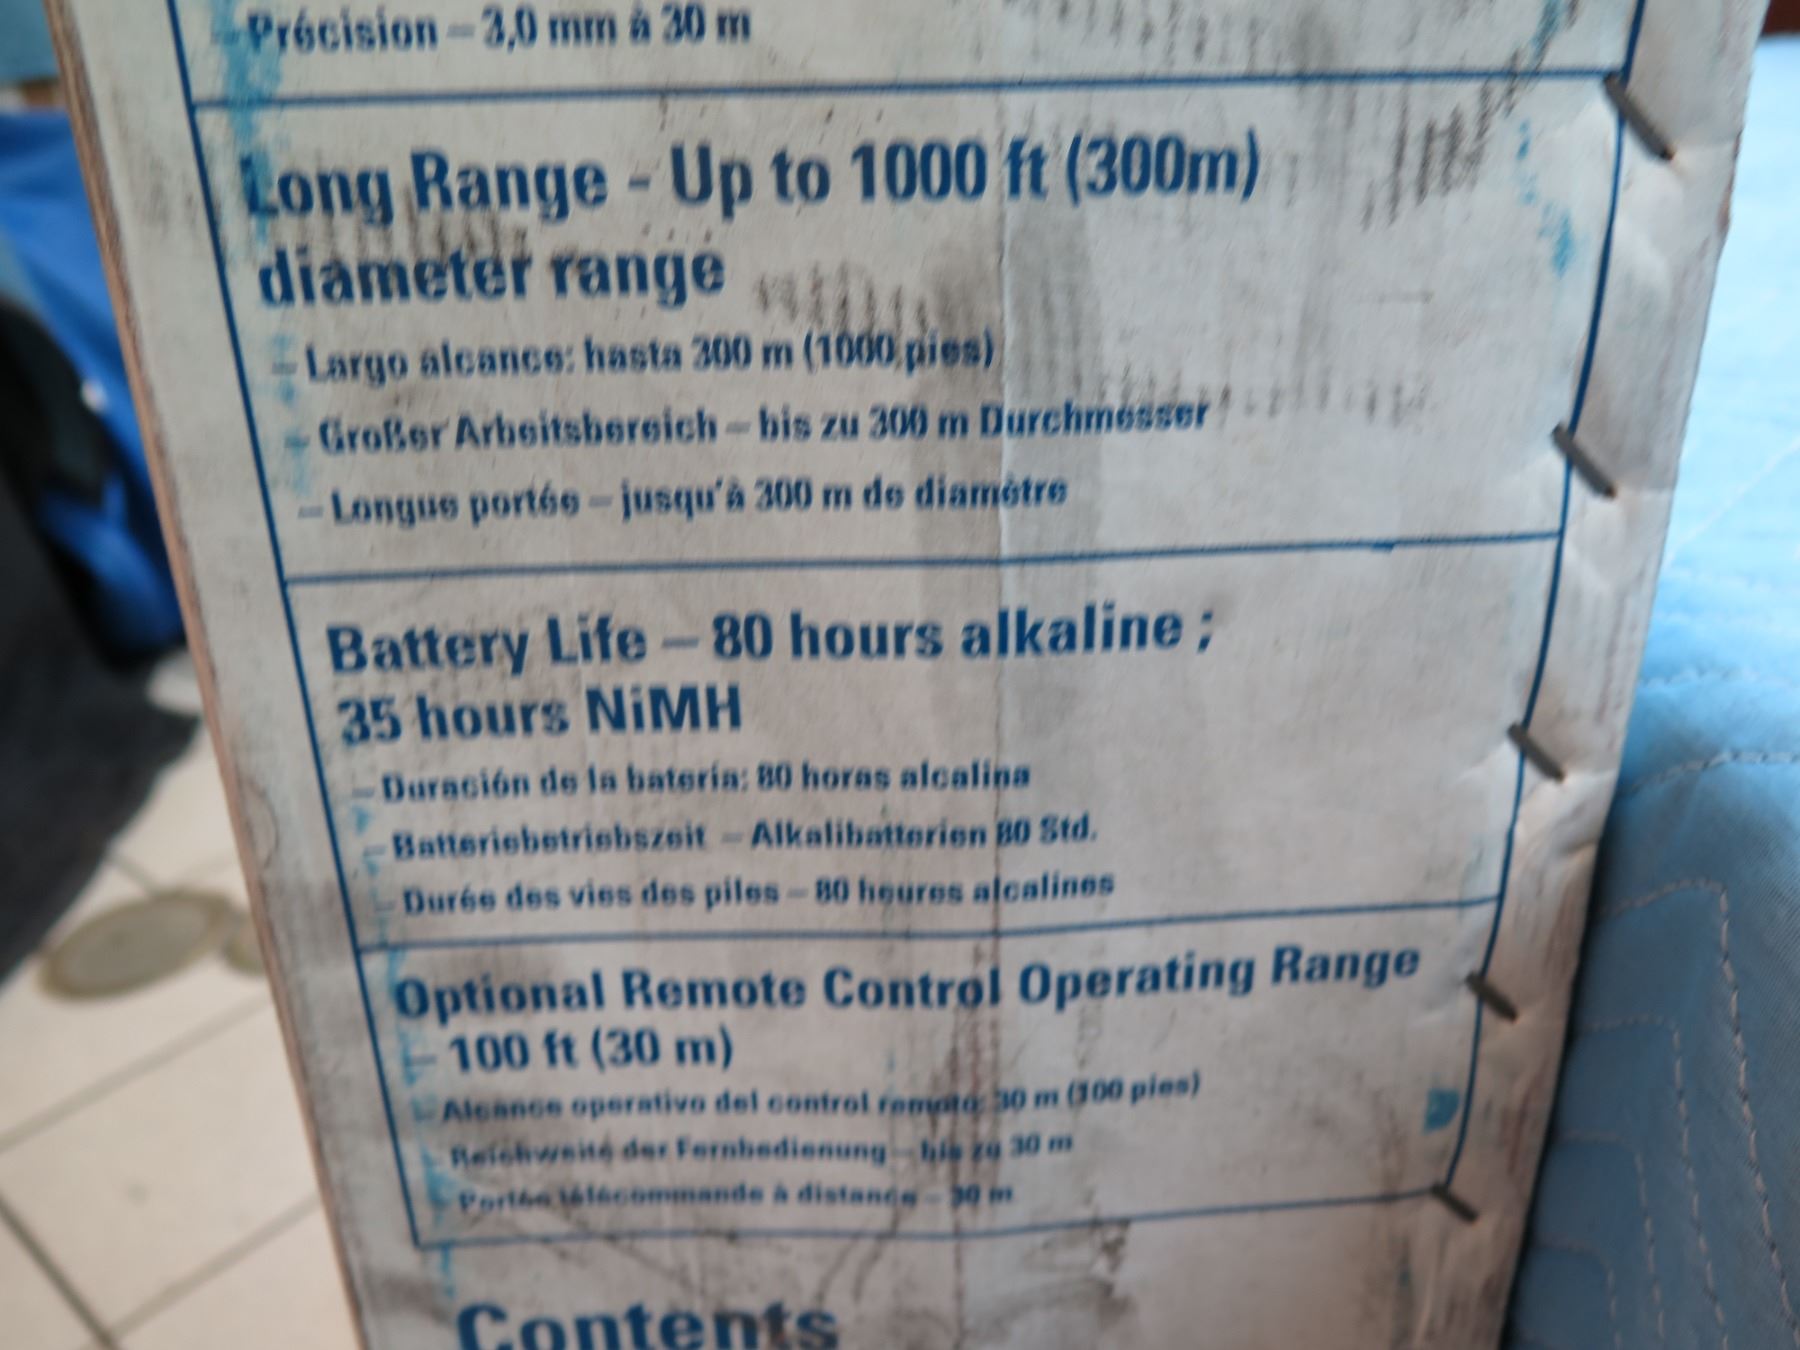 – Précision – 3,0 mm à 30 m
Long Range - Up to 1000 ft (300m)
diameter range
– Largo alcance: hasta 300 m (1000 pies)
– Großer Arbeitsbereich – bis zu 300 m Durchmesser
– Longue portée – jusqu'à 300 m de diamètre
Battery Life – 80 hours alkaline ;
35 hours NiMH
– Duración de la batería: 80 horas alcalina
– Batteriebetriebszeit – Alkalibatterien 80 Std.
– Durée des vies des piles – 80 heures alcalines
Optional Remote Control Operating Range
– 100 ft (30 m)
– Alcance operativo del control remoto: 30 m (100 pies)
– Reichweite der Fernbedienung – bis zu 30 m
– Portée télécommande à distance – 30 m
Contents